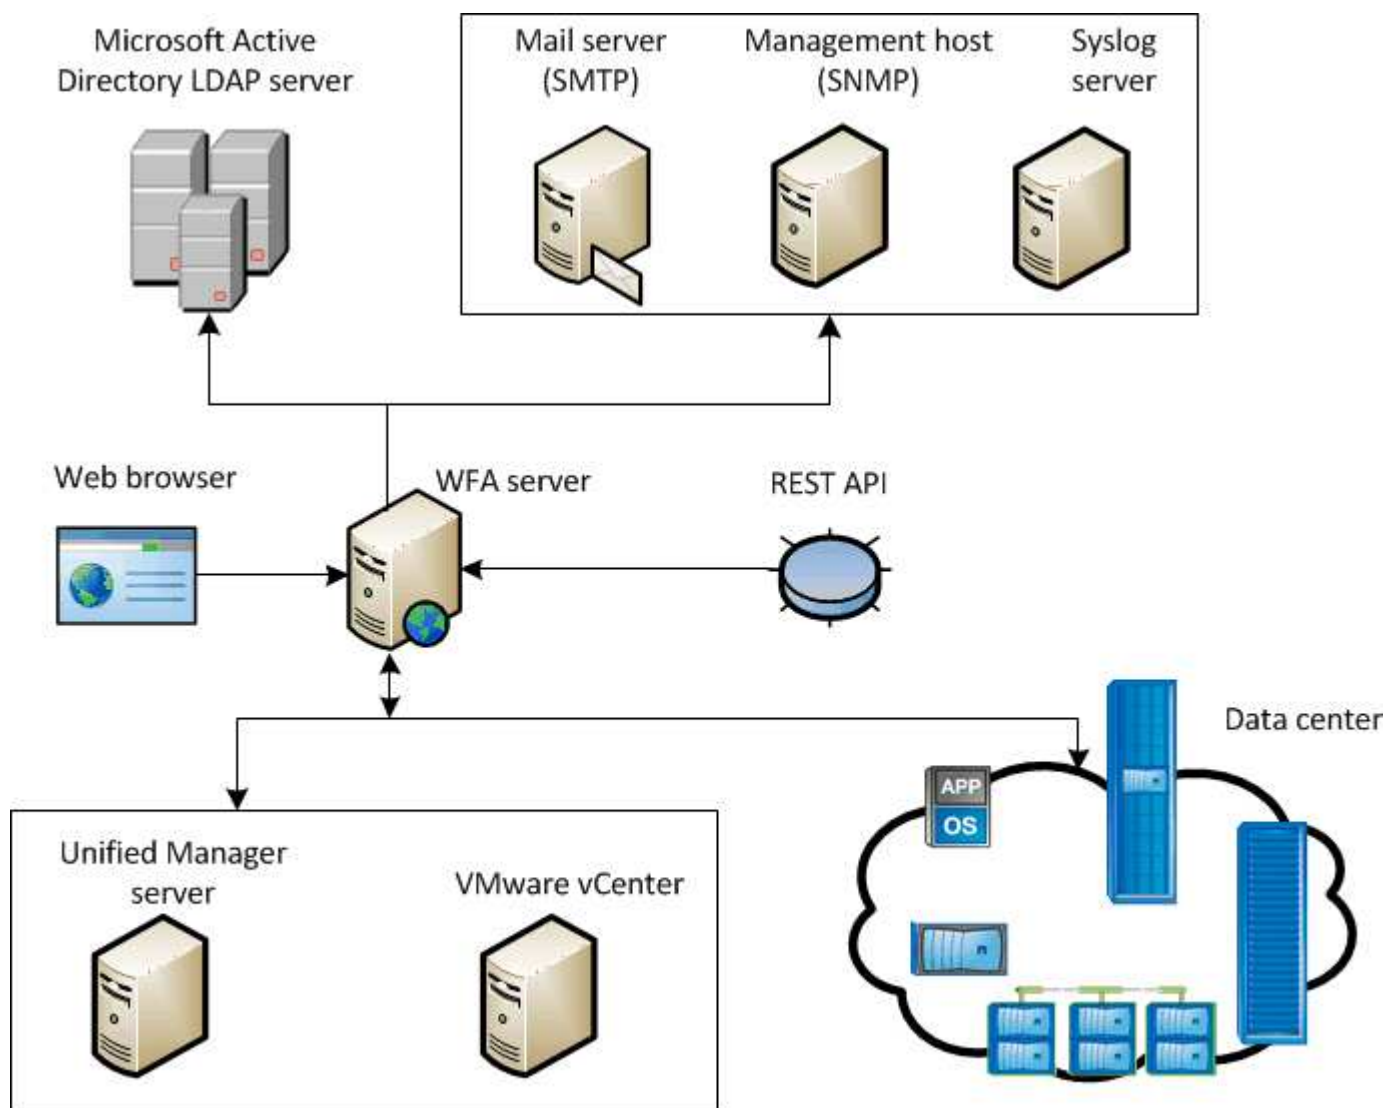 Microsoft Active
Directory LDAP server
Mail server
(SMTP)
Management host
(SNMP)
Syslog
server
Web browser
WFA server
REST API
Data center
APP
OS
Unified Manager
server
VMware vCenter